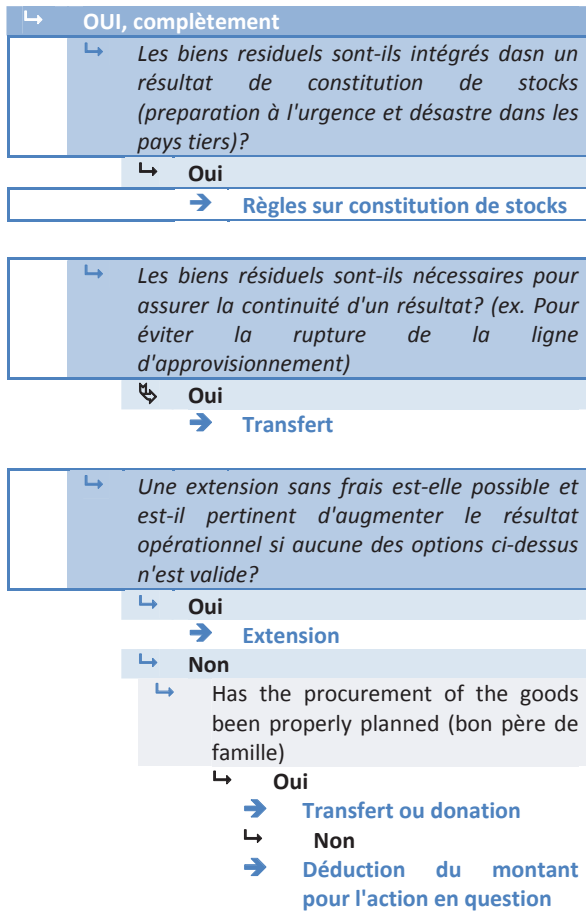 ↳ OUI, complètement
↳ Les biens residuels sont-ils intégrés dasn un
résultat de constitution de stocks
(preparation à l'urgence et désastre dans les
pays tiers)?
↳ Oui
➔ Règles sur constitution de stocks
↳ Les biens résiduels sont-ils nécessaires pour
assurer la continuité d'un résultat? (ex. Pour
éviter la rupture de la ligne
d'approvisionnement)
↳ Oui
➔ Transfert
↳ Une extension sans frais est-elle possible et
est-il pertinent d'augmenter le résultat
opérationnel si aucune des options ci-dessus
n'est valide?
↳ Oui
➔ Extension
↳ Non
↳ Has the procurement of the goods
been properly planned (bon père de
famille)
↳ Oui
➔ Transfert ou donation
↳ Non
➔ Déduction du montant
pour l'action en question